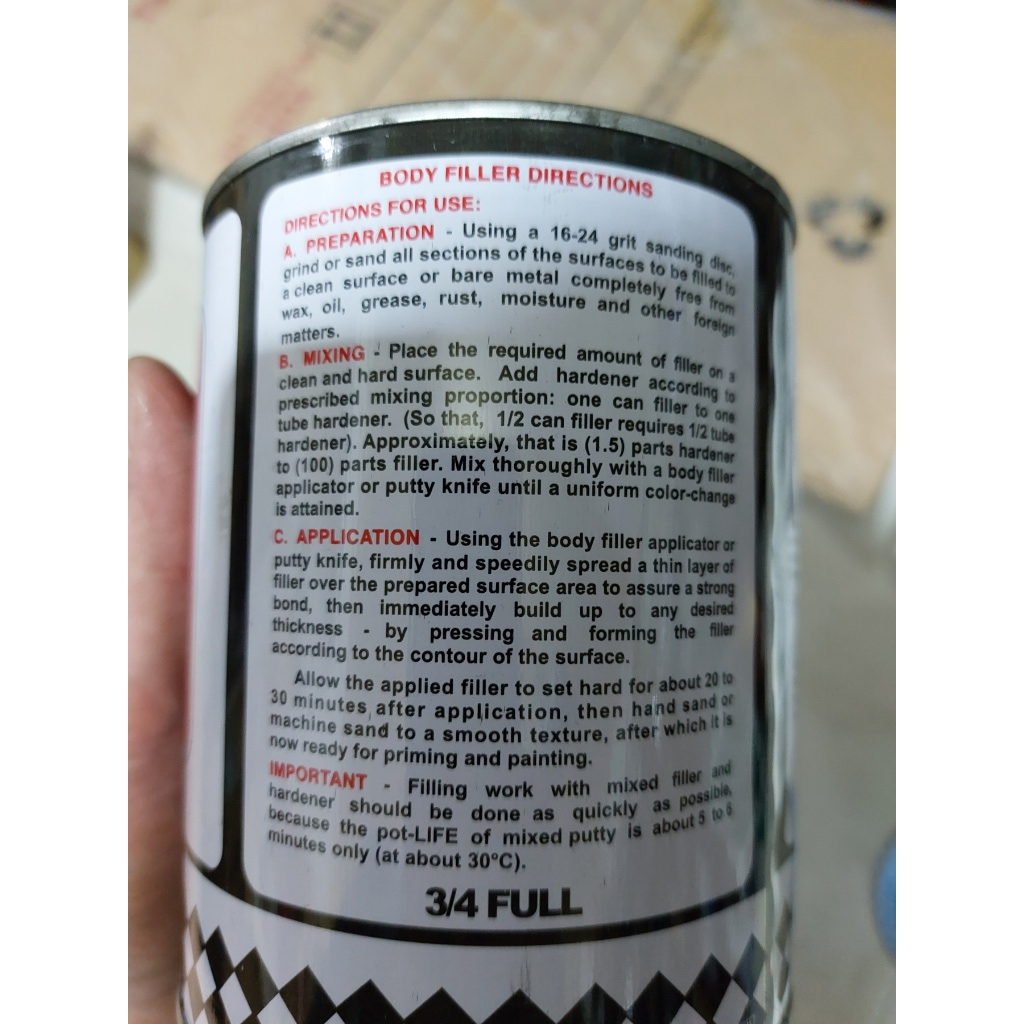 BODY FILLER DIRECTIONS
DIRECTIONS FOR USE:
A. PREPARATION - Using a 16-24 grit sanding disc,
grind or sand all sections of the surfaces to be filled to
a clean surface or bare metal completely free from
wax, oil, grease, rust, moisture and other foreign
matters.
B. MIXING - Place the required amount of filler on a
clean and hard surface. Add hardener according to
prescribed mixing proportion: one can filler to one
tube hardener. (So that, 1/2 can filler requires 1/2 tube
hardener). Approximately, that is (1.5) parts hardener
to (100) parts filler. Mix thoroughly with a body filler
applicator or putty knife until a uniform color-change
is attained.
C. APPLICATION - Using the body filler applicator or
putty knife, firmly and speedily spread a thin layer of
filler over the prepared surface area to assure a strong
bond, then immediately build up to any desired
thickness - by pressing and forming the filler
according to the contour of the surface.
Allow the applied filler to set hard for about 20 to
30 minutes after application, then hand sand or
machine sand to a smooth texture, after which it is
now ready for priming and painting.
IMPORTANT - Filling work with mixed filler and
hardener should be done as quickly as possible,
because the pot-LIFE of mixed putty is about 5 to 6
minutes only (at about 30°C).
3/4 FULL